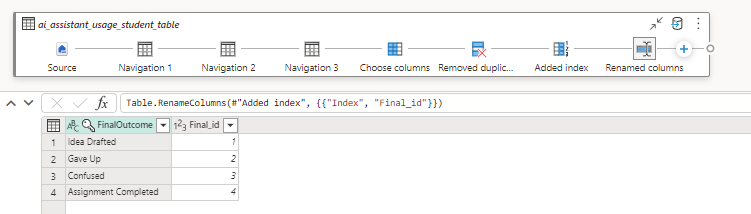 ai_assistant_usage_student_table
Source Navigation 1 Navigation 2 Navigation 3 Choose columns Removed duplic... Added index Renamed columns
fx Table.RenameColumns(#"Added index", {{"Index", "Final_id"}})
ABC FinalOutcome 123 Final_id
1 Idea Drafted 1
2 Gave Up 2
3 Confused 3
4 Assignment Completed 4